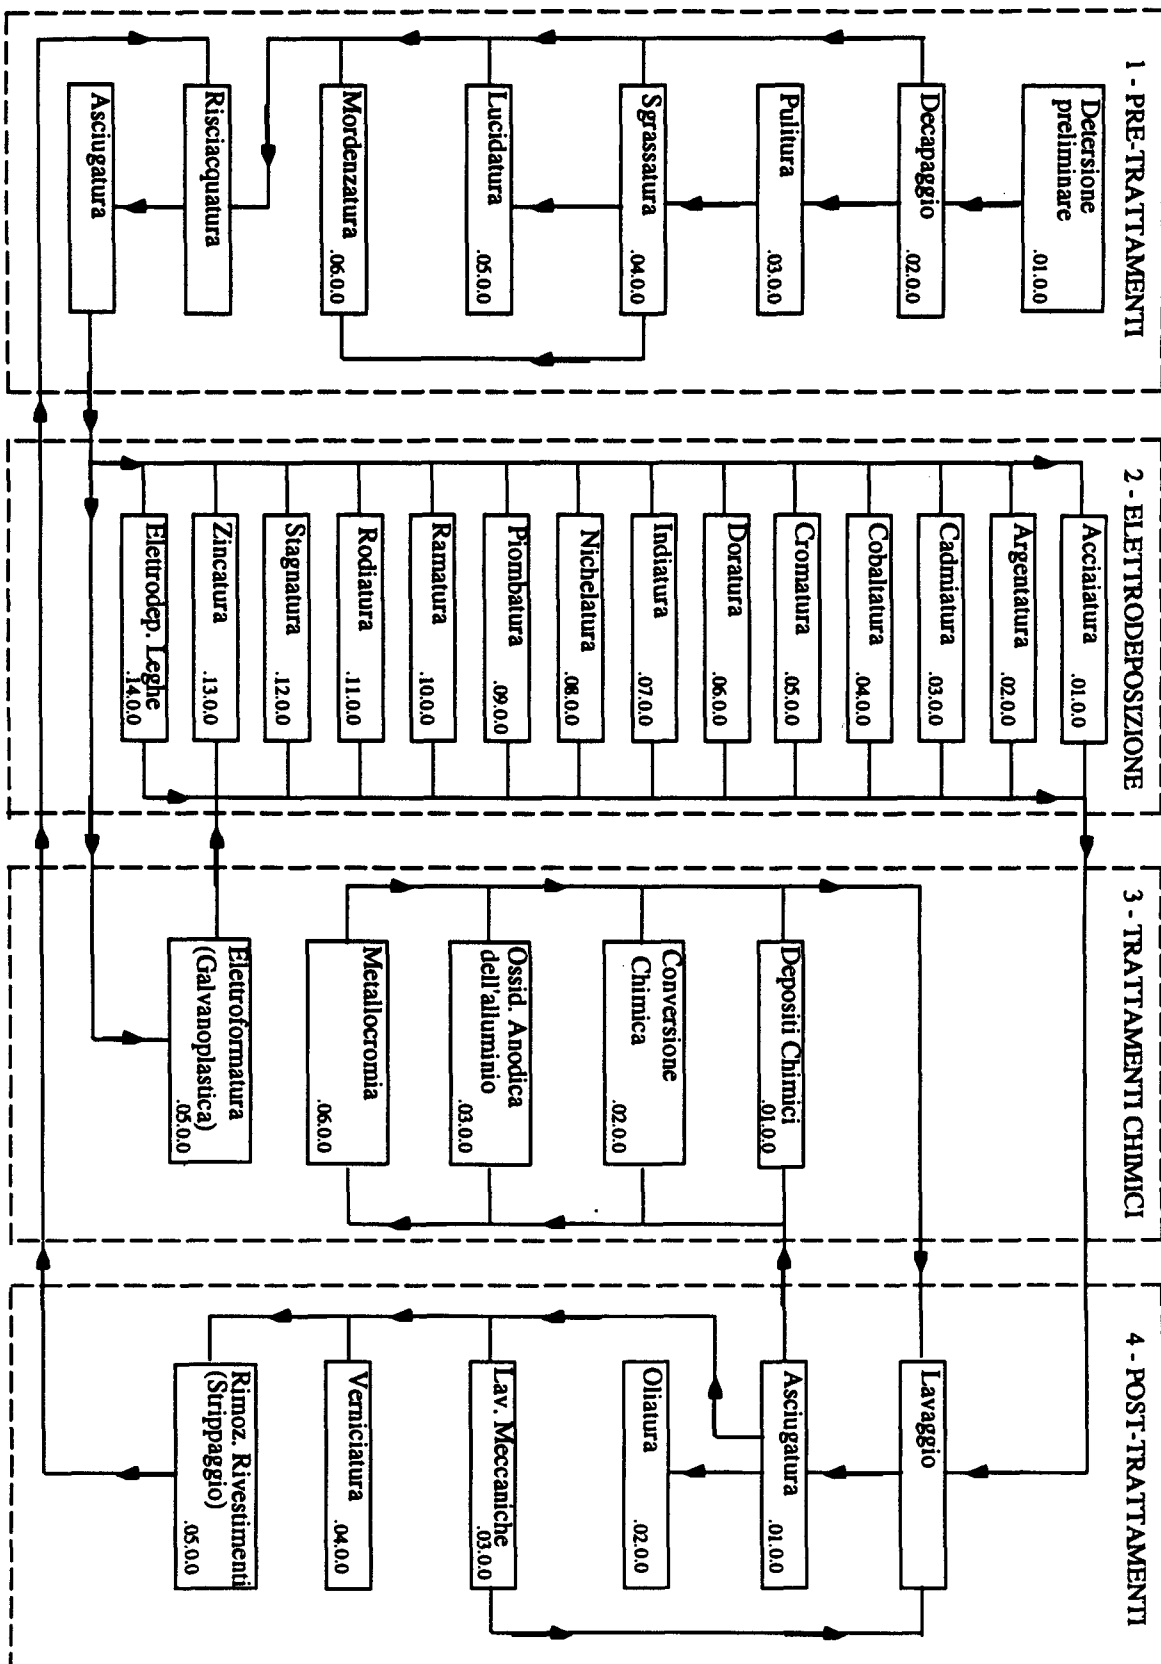 1 - PRE-TRATTAMENTI
Detersione
preliminare
.01.0.0
Decapaggio
.02.0.0
Pulitura
.03.0.0
Sgrassatura
.04.0.0
Lucidatura
.05.0.0
Mordenzatura
.06.0.0
Risciacquatura
Asciugatura
2 - ELETTRODEPOSIZIONE
Acciaiatura
.01.0.0
Argentatura
.02.0.0
Cadmiatura
.03.0.0
Cobaltatura
.04.0.0
Cromatura
.05.0.0
Doratura
.06.0.0
Indiatura
.07.0.0
Nichelatura
.08.0.0
Piombatura
.09.0.0
Ramatura
.10.0.0
Rodiatura
.11.0.0
Stagnatura
.12.0.0
Zincatura
.13.0.0
Elettrodep. Leghe
.14.0.0
3 - TRATTAMENTI CHIMICI
Depositi Chimici
.01.0.0
Conversione
Chimica
.02.0.0
Ossid. Anodica
dell'alluminio
.03.0.0
Metallocromia
.06.0.0
Elettroformatura
(Galvanoplastica)
.05.0.0
4 - POST-TRATTAMENTI
Lavaggio
Asciugatura
.01.0.0
Oliatura
.02.0.0
Lav. Meccaniche
.03.0.0
Verniciatura
.04.0.0
Rimoz. Rivestimenti
(Strippaggio)
.05.0.0